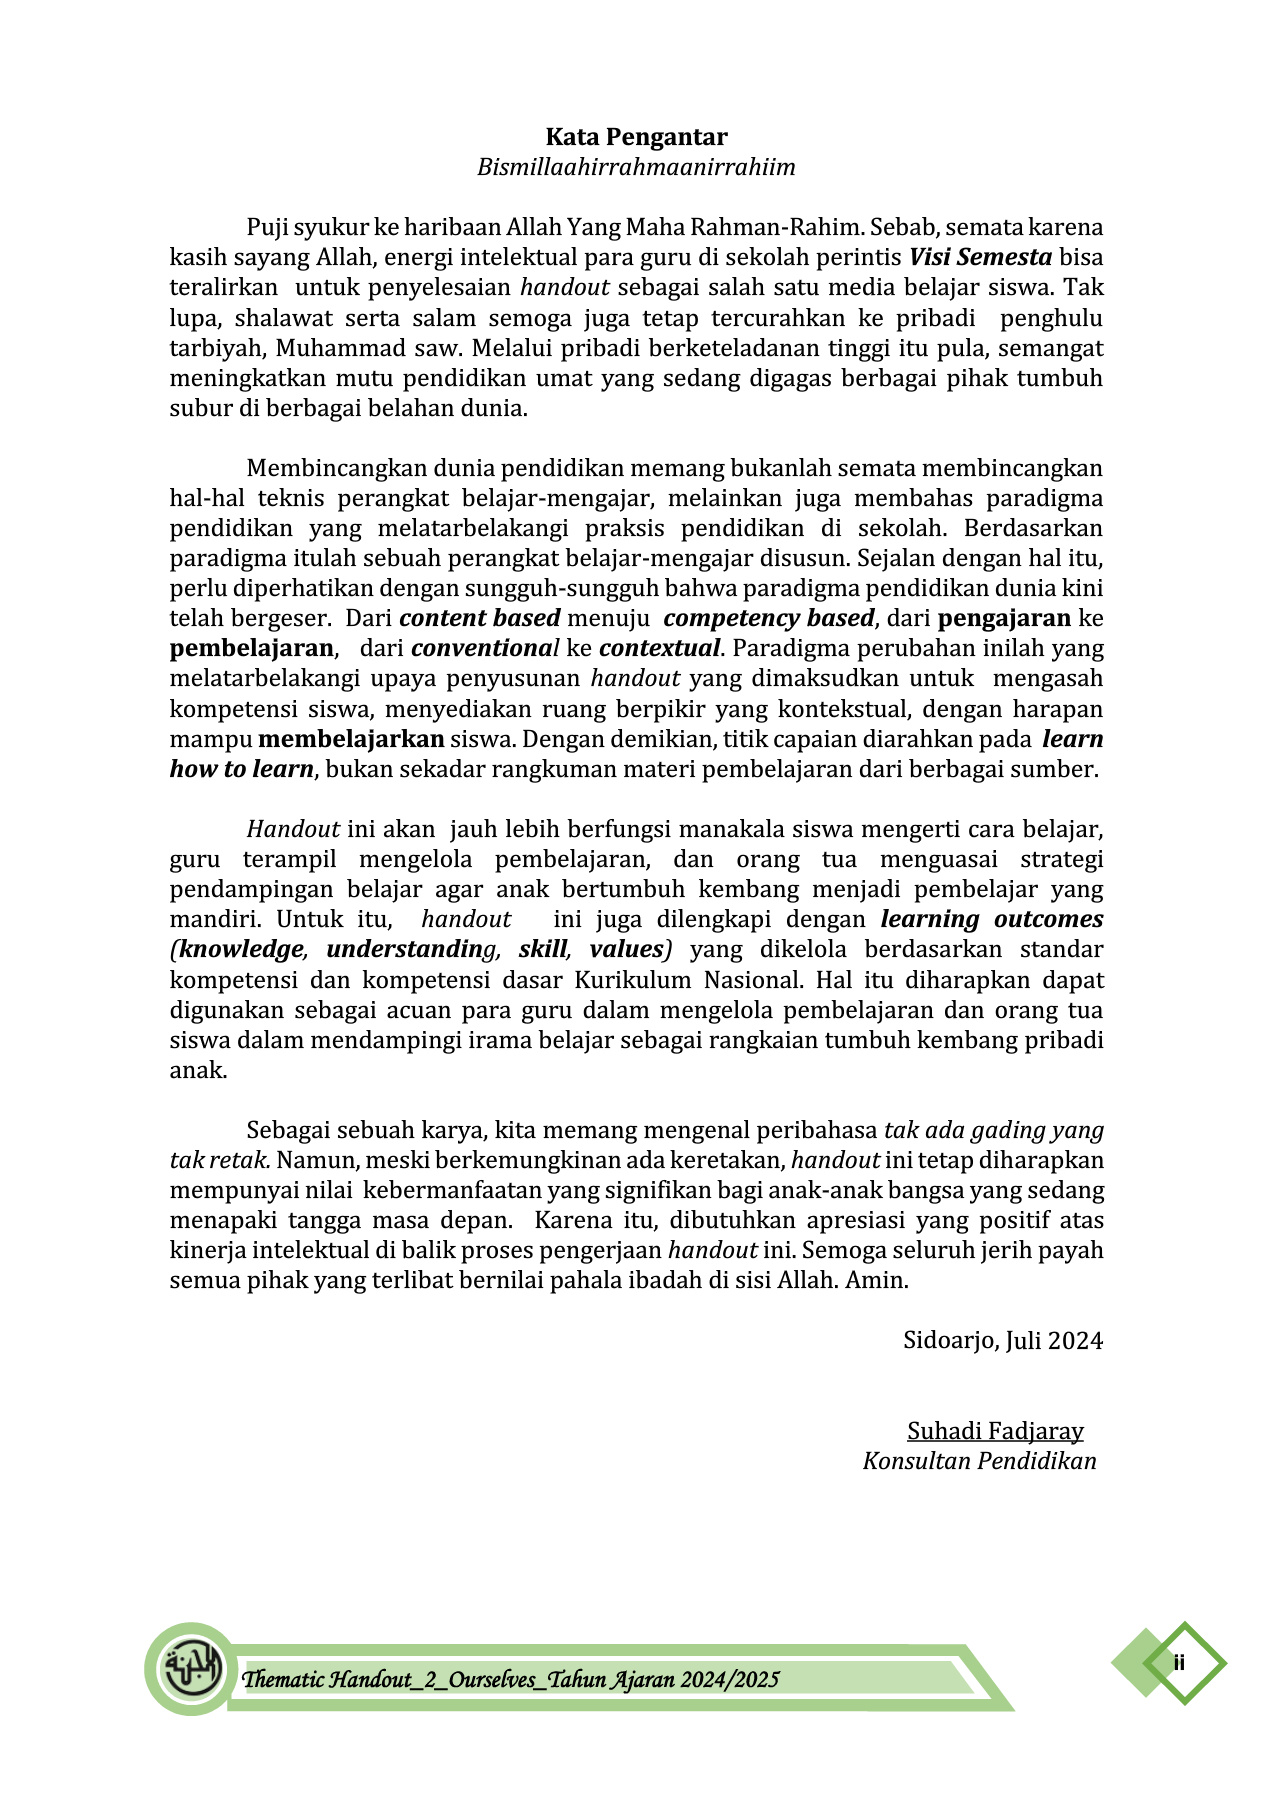 Kata Pengantar
Bismillaahirrahmaanirrahiim
Puji syukur ke haribaan Allah Yang Maha Rahman-Rahim. Sebab, semata karena
kasih sayang Allah, energi intelektual para guru di sekolah perintis Visi Semesta bisa
teralirkan untuk penyelesaian handout sebagai salah satu media belajar siswa. Tak
lupa, shalawat serta salam semoga juga tetap tercurahkan ke pribadi penghulu
tarbiyah, Muhammad saw. Melalui pribadi berketeladanan tinggi itu pula, semangat
meningkatkan mutu pendidikan umat yang sedang digagas berbagai pihak tumbuh
subur di berbagai belahan dunia.
Membincangkan dunia pendidikan memang bukanlah semata membincangkan
hal-hal teknis perangkat belajar-mengajar, melainkan juga membahas paradigma
pendidikan yang melatarbelakangi praksis pendidikan di sekolah. Berdasarkan
paradigma itulah sebuah perangkat belajar-mengajar disusun. Sejalan dengan hal itu,
perlu diperhatikan dengan sungguh-sungguh bahwa paradigma pendidikan dunia kini
telah bergeser. Dari content based menuju competency based, dari pengajaran ke
pembelajaran, dari conventional ke contextual. Paradigma perubahan inilah yang
melatarbelakangi upaya penyusunan handout yang dimaksudkan untuk mengasah
kompetensi siswa, menyediakan ruang berpikir yang kontekstual, dengan harapan
mampu membelajarkan siswa. Dengan demikian, titik capaian diarahkan pada learn
how to learn, bukan sekadar rangkuman materi pembelajaran dari berbagai sumber.
Handout ini akan jauh lebih berfungsi manakala siswa mengerti cara belajar,
guru terampil mengelola pembelajaran, dan orang tua menguasai strategi
pendampingan belajar agar anak bertumbuh kembang menjadi pembelajar yang
mandiri. Untuk itu, handout ini juga dilengkapi dengan learning outcomes
(knowledge, understanding, skill, values) yang dikelola berdasarkan standar
kompetensi dan kompetensi dasar Kurikulum Nasional. Hal itu diharapkan dapat
digunakan sebagai acuan para guru dalam mengelola pembelajaran dan orang tua
siswa dalam mendampingi irama belajar sebagai rangkaian tumbuh kembang pribadi
anak.
Sebagai sebuah karya, kita memang mengenal peribahasa tak ada gading yang
tak retak. Namun, meski berkemungkinan ada keretakan, handout ini tetap diharapkan
mempunyai nilai kebermanfaatan yang signifikan bagi anak-anak bangsa yang sedang
menapaki tangga masa depan. Karena itu, dibutuhkan apresiasi yang positif atas
kinerja intelektual di balik proses pengerjaan handout ini. Semoga seluruh jerih payah
semua pihak yang terlibat bernilai pahala ibadah di sisi Allah. Amin.
Sidoarjo, Juli 2024
Suhadi Fadjaray
Konsultan Pendidikan
Thematic Handout_2_Ourselves_Tahun Ajaran 2024/2025
ii